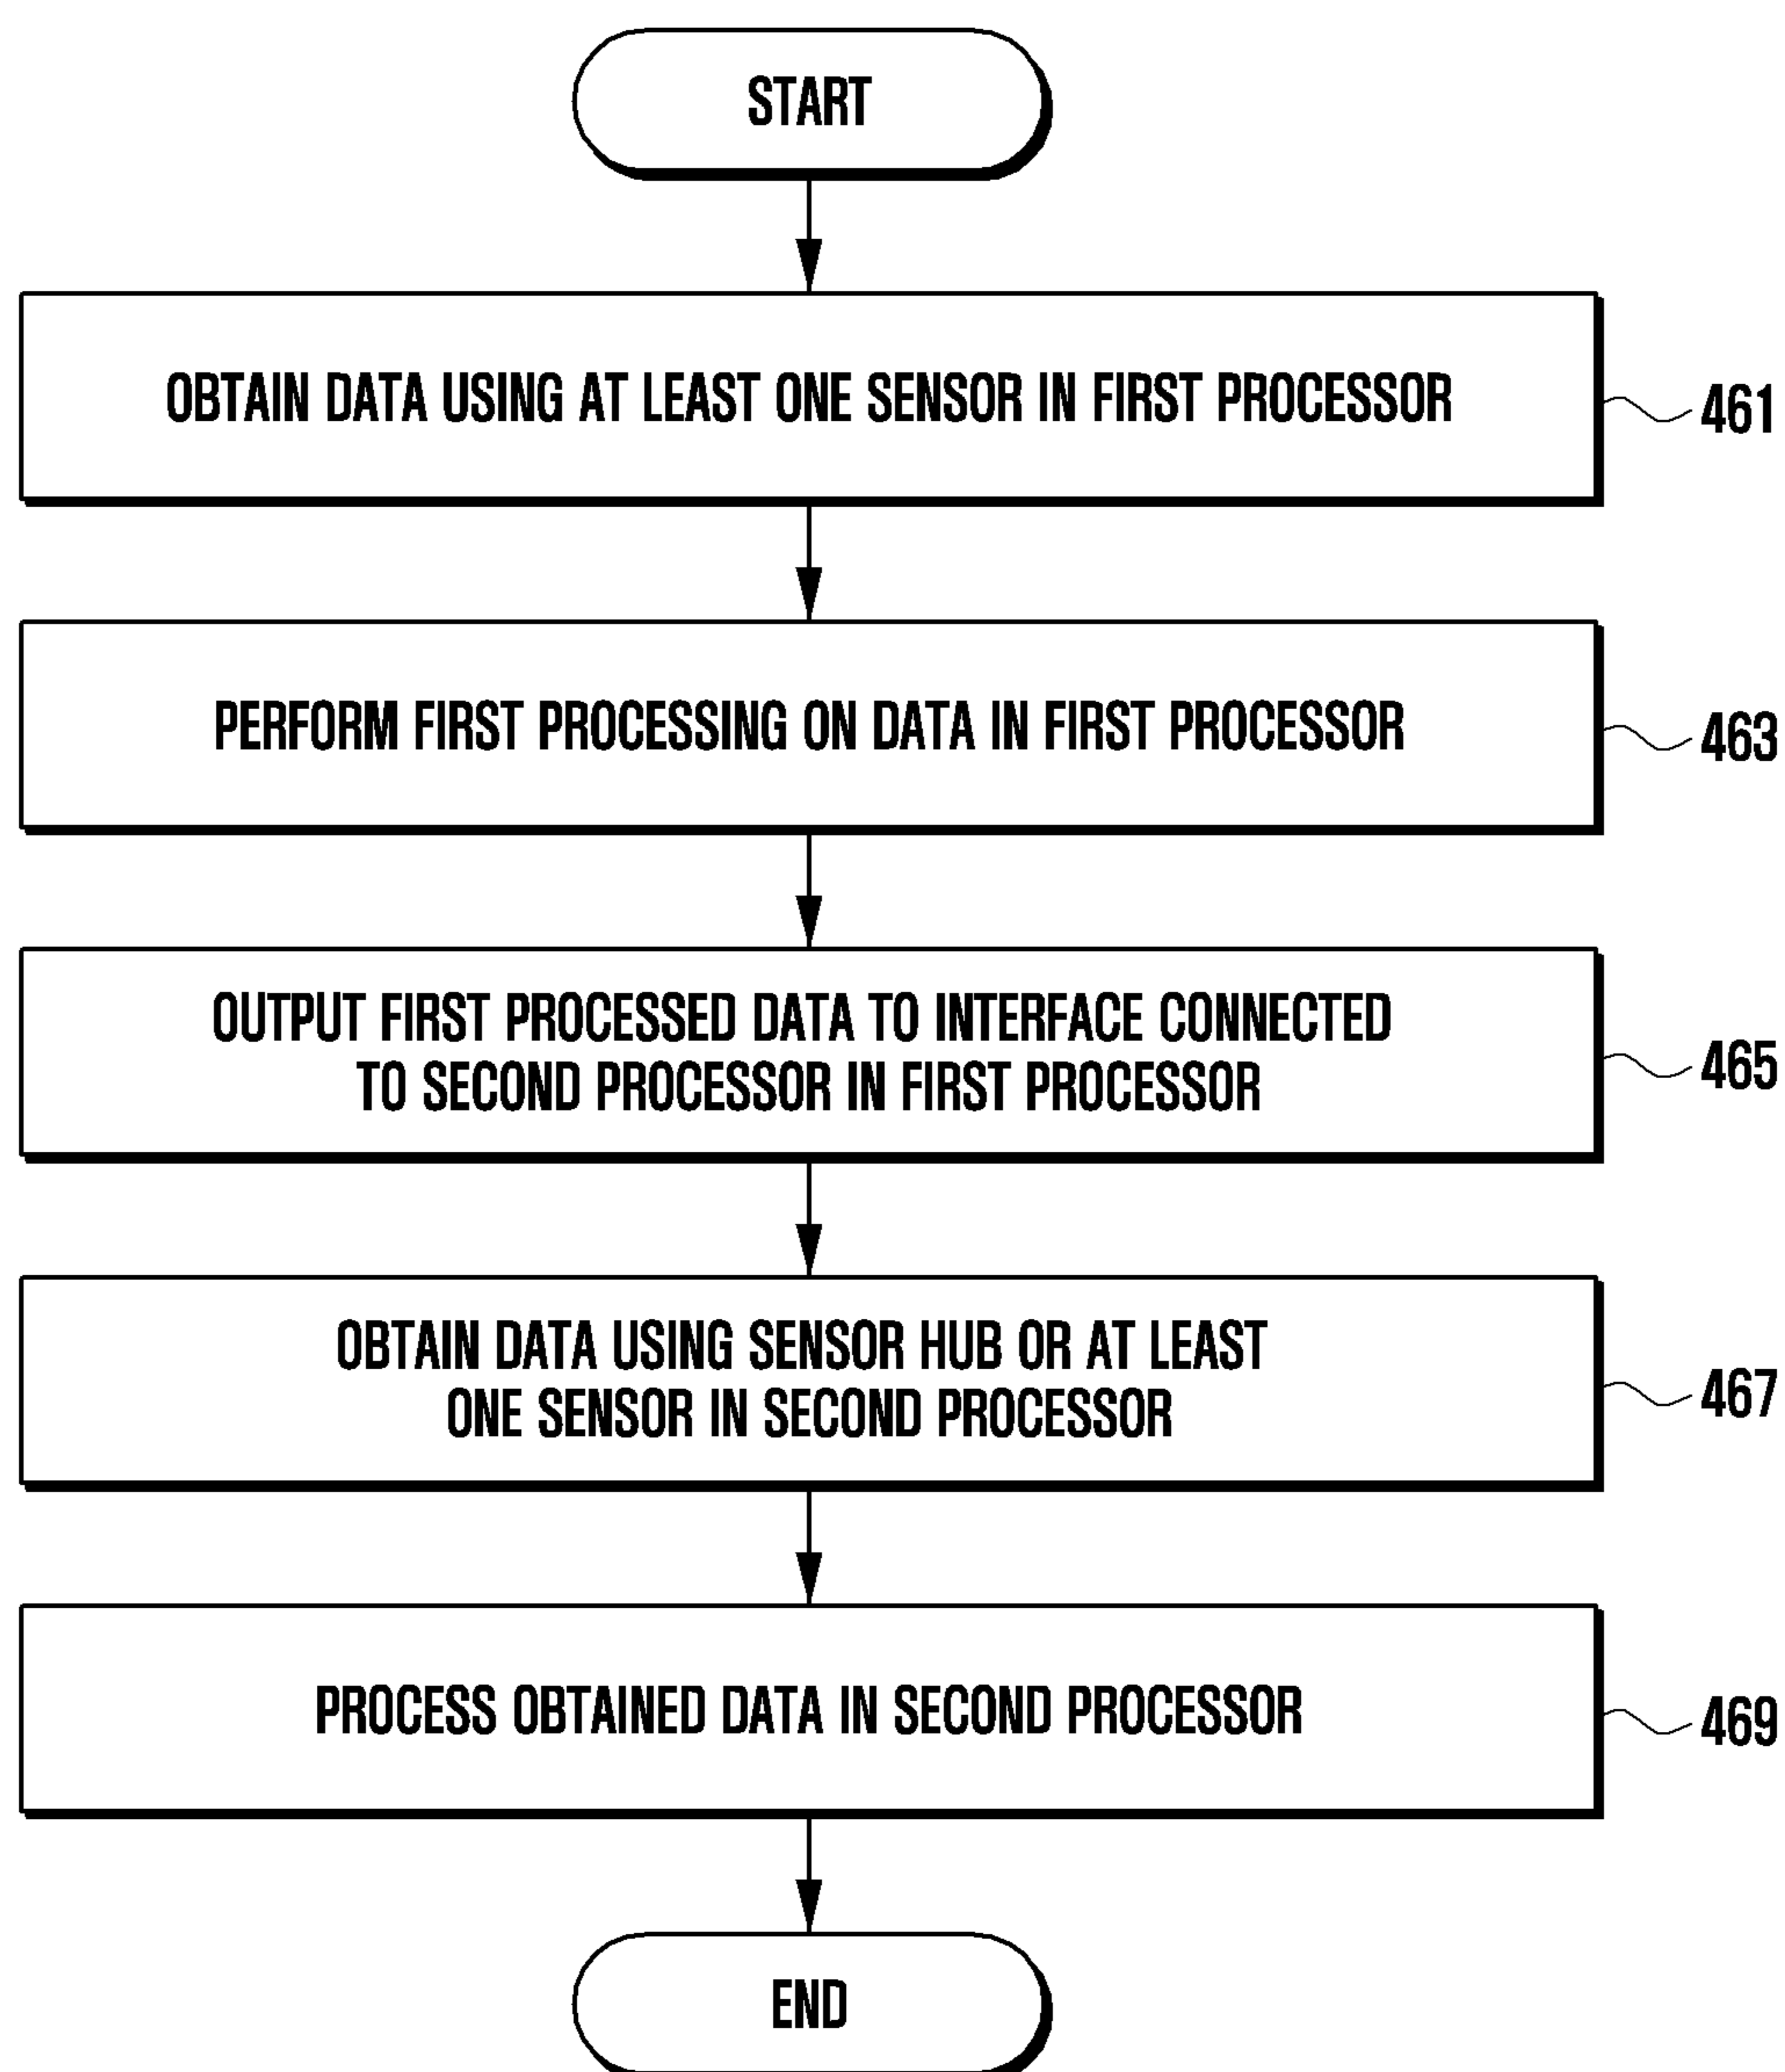 START
OBTAIN DATA USING AT LEAST ONE SENSOR IN FIRST PROCESSOR
461
PERFORM FIRST PROCESSING ON DATA IN FIRST PROCESSOR
463
OUTPUT FIRST PROCESSED DATA TO INTERFACE CONNECTED
TO SECOND PROCESSOR IN FIRST PROCESSOR
465
OBTAIN DATA USING SENSOR HUB OR AT LEAST
ONE SENSOR IN SECOND PROCESSOR
467
PROCESS OBTAINED DATA IN SECOND PROCESSOR
469
END